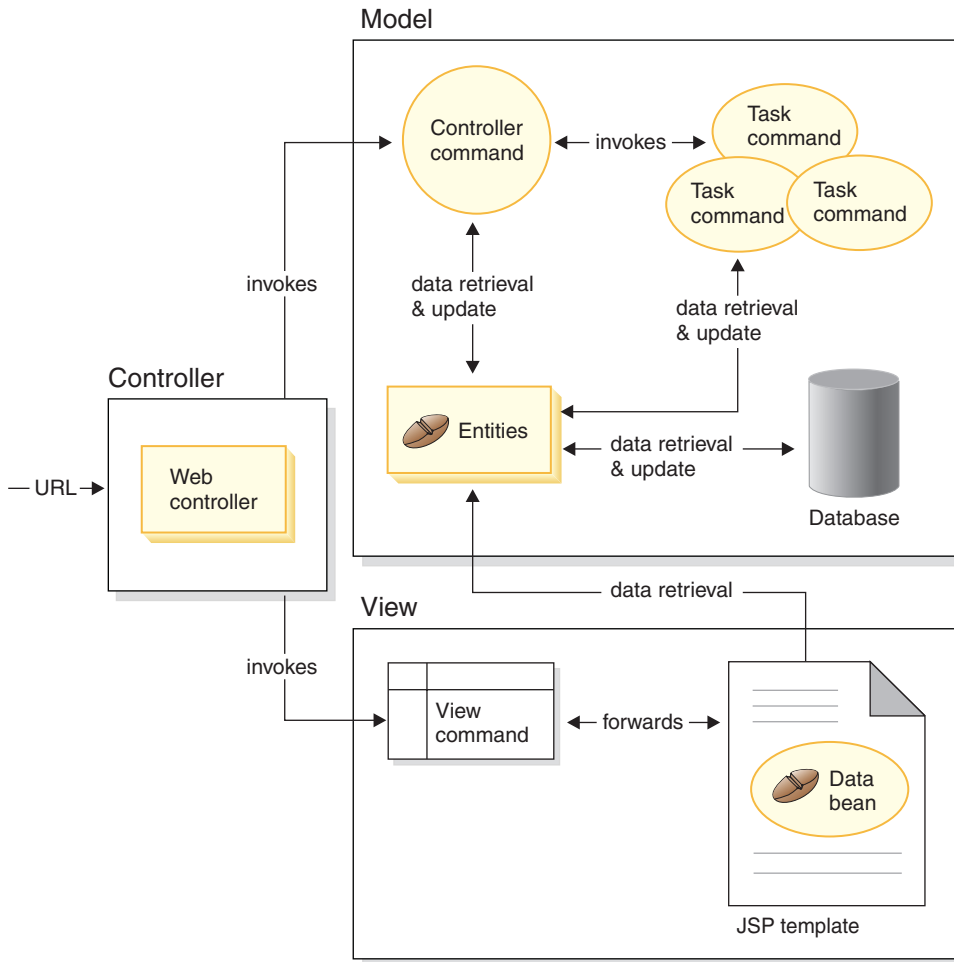 Model
Controller
command
invokes
Task
command
Task
command
Task
command
invokes
data retrieval
& update
data retrieval
& update
Controller
Entities
data retrieval
& update
URL
Web
controller
Database
data retrieval
View
invokes
View
command
forwards
Data
bean
JSP template